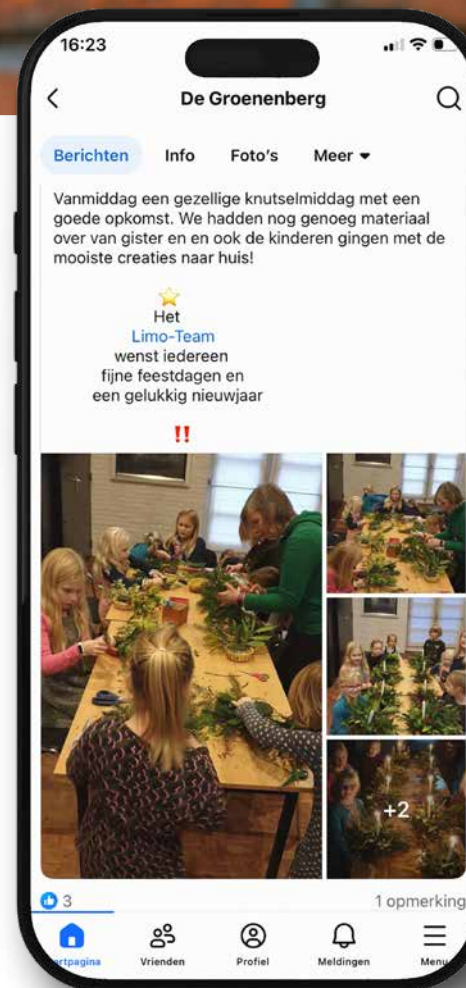 16:23
De Groenenberg
Berichten Info Foto's Meer
Vanmiddag een gezellige knutselmiddag met een
goede opkomst. We hadden nog genoeg materiaal
over van gister en en ook de kinderen gingen met de
mooiste creaties naar huis!
Het
Limo-Team
wenst iedereen
fijne feestdagen en
een gelukkig nieuwjaar
‼
+2
3 1 opmerking
artpagina Vrienden Profiel Meldingen Menu